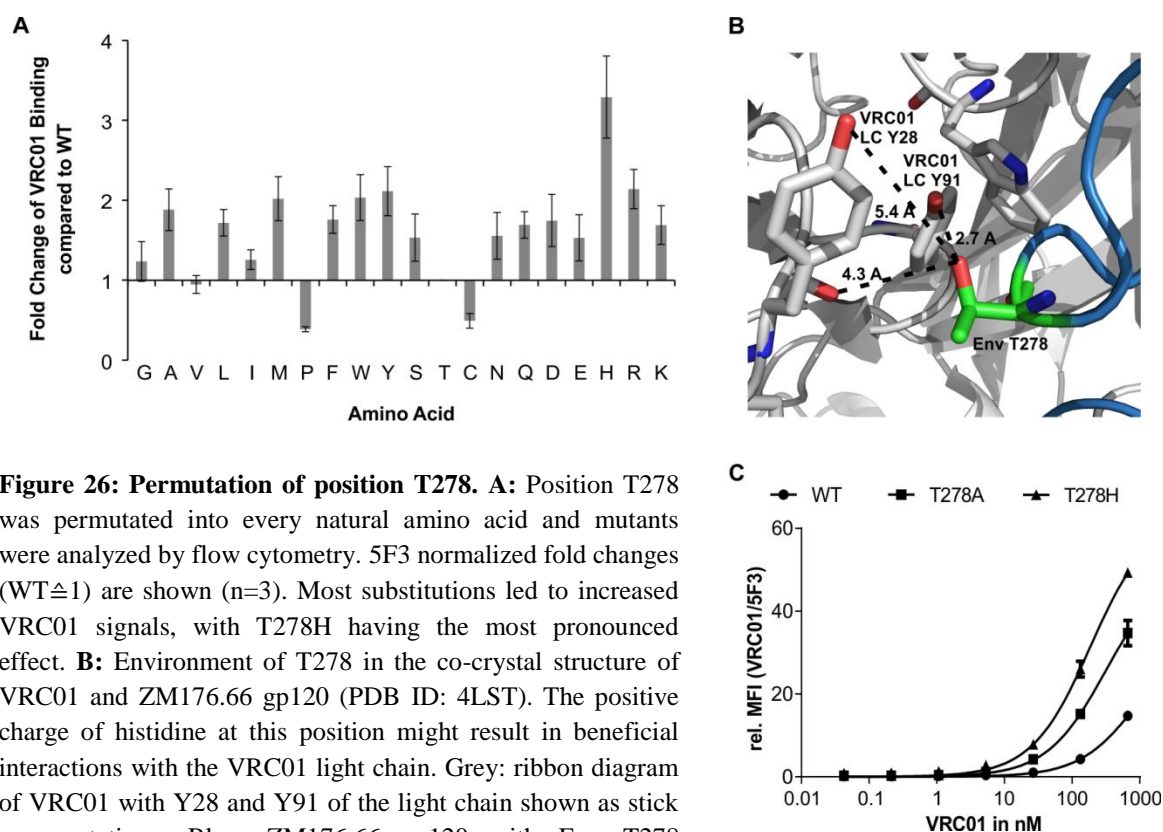 A
Fold Change of VRC01 Binding
compared to WT
4
3
2
1
0
G A V L I M P F W Y S T C N Q D E H R K
Amino Acid
B
VRC01
LC Y28
VRC01
LC Y91
5.4 A
2.7 A
4.3 A
Env T278
Figure 26: Permutation of position T278. A: Position T278
was permutated into every natural amino acid and mutants
were analyzed by flow cytometry. 5F3 normalized fold changes
(WT≙1) are shown (n=3). Most substitutions led to increased
VRC01 signals, with T278H having the most pronounced
effect. B: Environment of T278 in the co-crystal structure of
VRC01 and ZM176.66 gp120 (PDB ID: 4LST). The positive
charge of histidine at this position might result in beneficial
interactions with the VRC01 light chain. Grey: ribbon diagram
of VRC01 with Y28 and Y91 of the light chain shown as stick
C
WT T278A T278H
rel. MFI (VRC01/5F3)
60
40
20
0
0.01 0.1 1 10 100 1000
VRC01 in nM